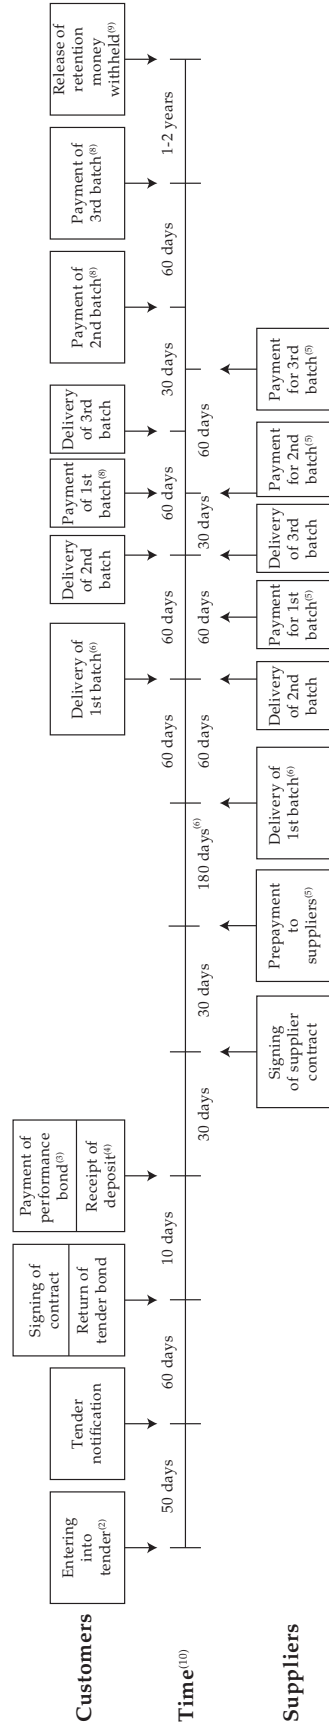 Customers
Entering
into
tender(2)
Tender
notification
Signing of
contract
Return of
tender bond
Payment of
performance
bond(3)
Receipt of
deposit(4)
Delivery of
1st batch(6)
Delivery
of 2nd
batch
Payment
of 1st
batch(8)
Delivery
of 3rd
batch
Payment of
2nd batch(8)
Payment of
3rd batch(8)
Release of
retention
money
withheld(9)
Time(10)
50 days
60 days
10 days
30 days
30 days
180 days(6)
60 days
60 days
60 days
60 days
60 days
30 days
60 days
30 days
60 days
1-2 years
Suppliers
Signing
of supplier
contract
Prepayment
to
suppliers(5)
Delivery of
1st batch(6)
Delivery
of 2nd
batch
Payment
for 1st
batch(5)
Delivery
of 3rd
batch
Payment
for 2nd
batch(5)
Payment
for 3rd
batch(5)